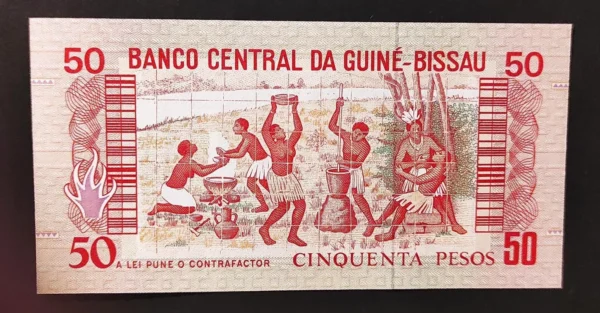 50 BANCO CENTRAL DA GUINÉ-BISSAU 50
50 A LEI PUNE O CONTRAFACTOR CINQUENTA PESOS 50